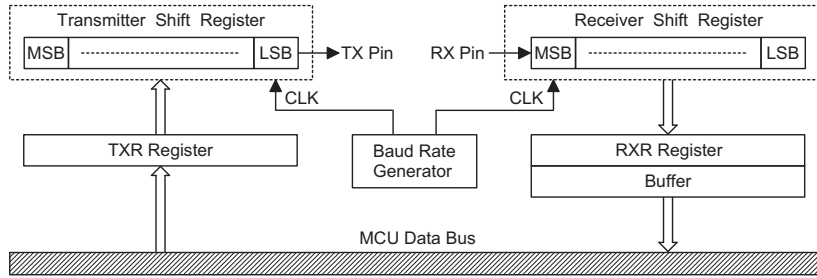 Transmitter Shift Register
MSB
LSB
TX Pin
CLK
TXR Register
Baud Rate
Generator
Receiver Shift Register
RX Pin
MSB
LSB
CLK
RXR Register
Buffer
MCU Data Bus